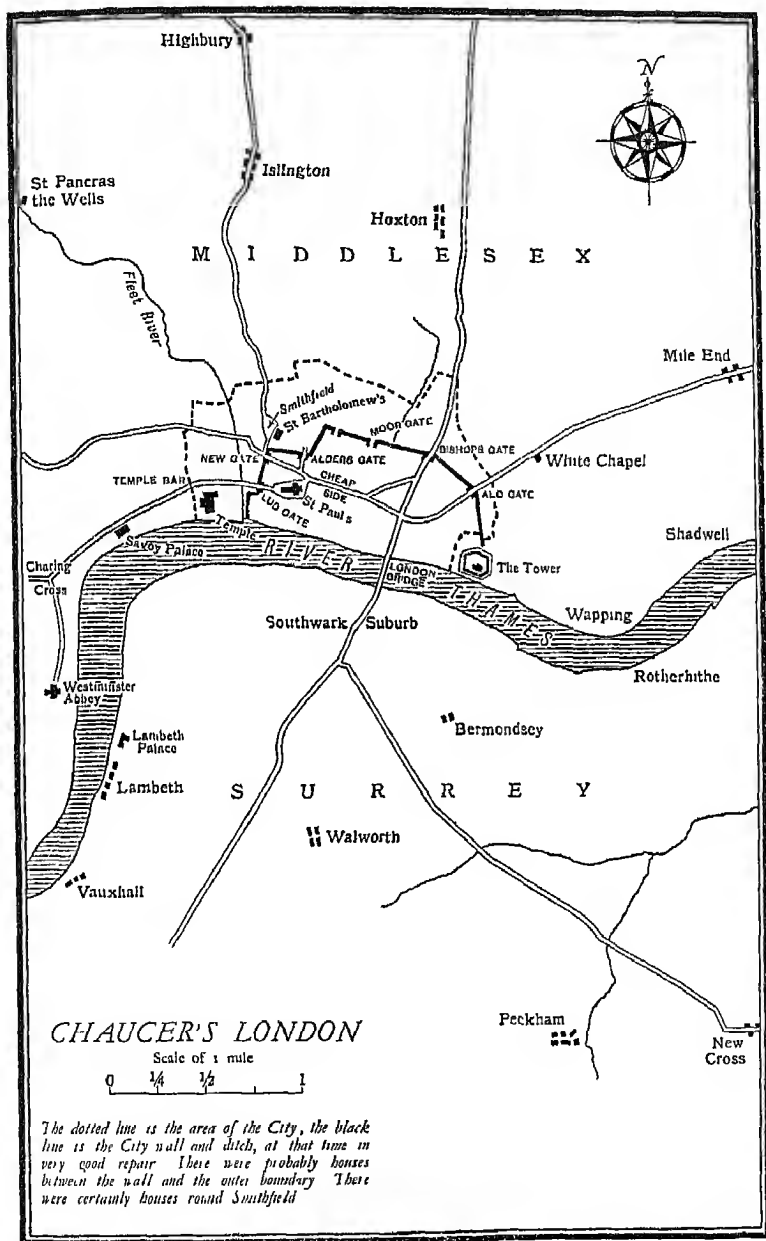 Highbury
N
Islington
St Pancras
the Wells
Hoxton
MIDDLESEX
Fleet River
Mile End
Smithfield
St Bartholomew's
MOOR GATE
NEW GATE
ALDERS GATE
BISHOPS GATE
White Chapel
TEMPLE BAR
CHEAP
SIDE
ALD GATE
LUD GATE
St Pauls
Temple
Savoy Palace
Shadwell
Charing
Cross
RIVER
LONDON
BRIDGE
The Tower
THAMES
Wapping
Southwark Suburb
Rotherhithe
Westminster
Abbey
Bermondsey
Lambeth
Palace
Lambeth
SURREY
Walworth
Vauxhall
Peckham
New
Cross
CHAUCER'S LONDON
Scale of 1 mile
0 1/4 1/2 1
The dotted line is the area of the City, the black
line is the City wall and ditch, at that time in
very good repair There were probably houses
between the wall and the outer boundary There
were certainly houses round Smithfield